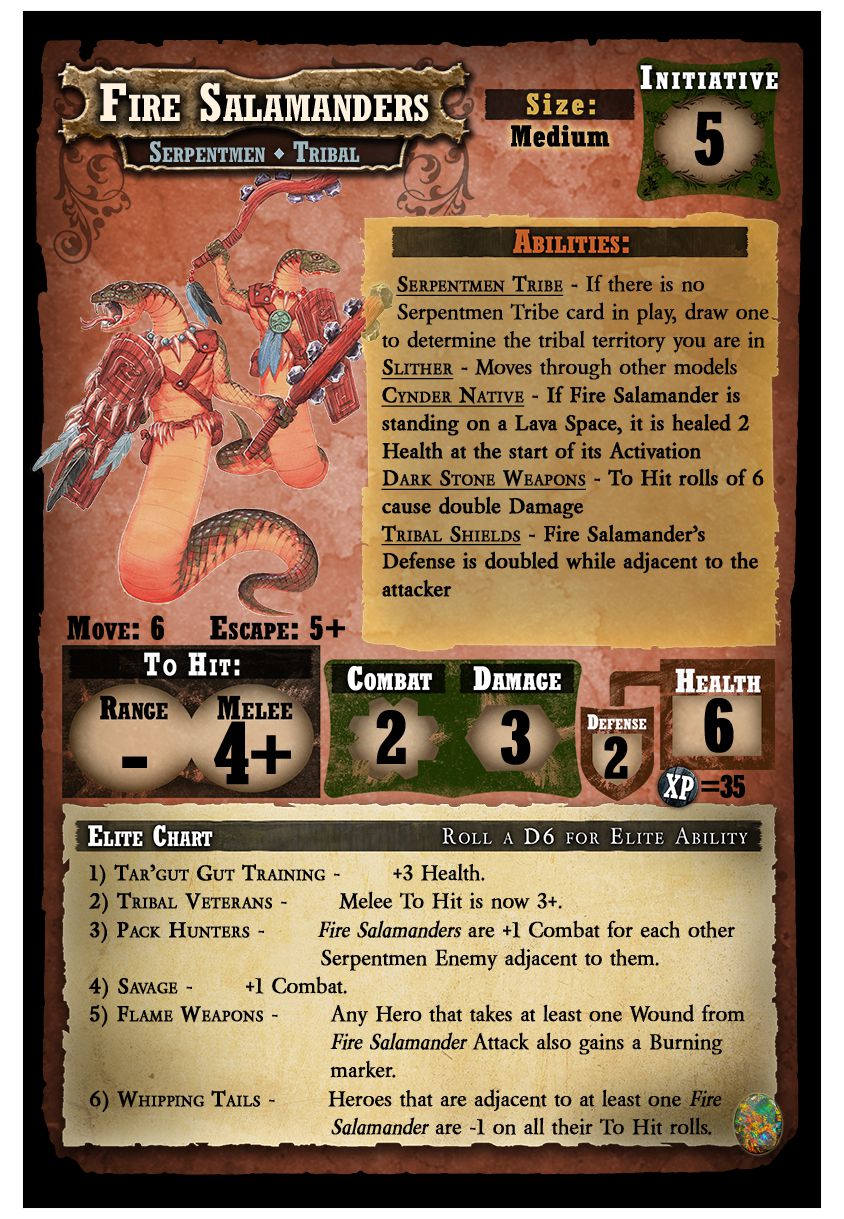 Fire Salamanders
Serpentmen ◆ Tribal
Size:
Medium
Initiative
5
Abilities:
Serpentmen Tribe - If there is no
Serpentmen Tribe card in play, draw one
to determine the tribal territory you are in
Slither - Moves through other models
Cynder Native - If Fire Salamander is
standing on a Lava Space, it is healed 2
Health at the start of its Activation
Dark Stone Weapons - To Hit rolls of 6
cause double Damage
Tribal Shields - Fire Salamander's
Defense is doubled while adjacent to the
attacker
Move: 6 Escape: 5+
To Hit:
Range
-
Melee
4+
Combat
2
Damage
3
Defense
2
Health
6
XP =35
Elite Chart Roll a D6 for Elite Ability
1) Tar'gut Gut Training - +3 Health.
2) Tribal Veterans - Melee To Hit is now 3+.
3) Pack Hunters - Fire Salamanders are +1 Combat for each other
Serpentmen Enemy adjacent to them.
4) Savage - +1 Combat.
5) Flame Weapons - Any Hero that takes at least one Wound from
Fire Salamander Attack also gains a Burning
marker.
6) Whipping Tails - Heroes that are adjacent to at least one Fire
Salamander are -1 on all their To Hit rolls.